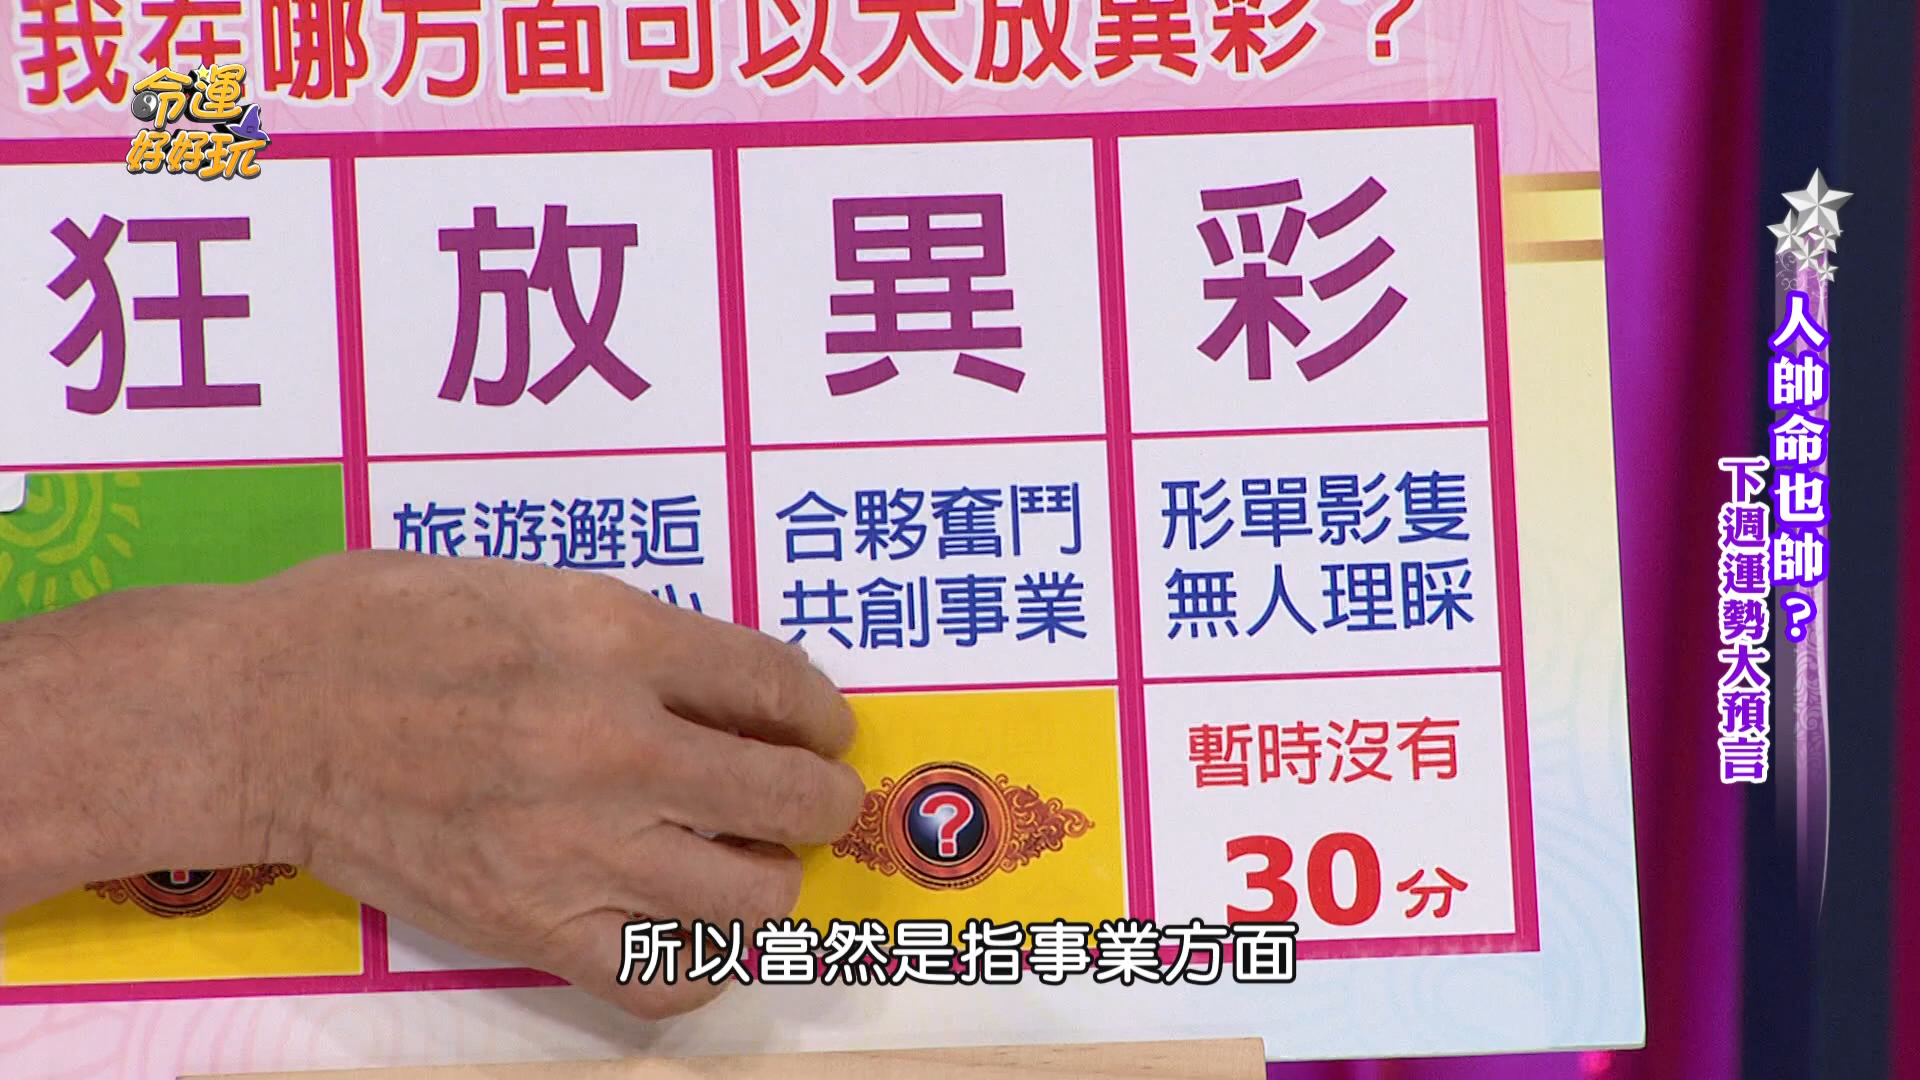 我在哪方面可以大放異彩？
命運
好好玩
狂 放 異 彩
旅遊邂逅
合夥奮鬥
共創事業
形單影隻
無人理睬
?
?
暫時沒有
30分
人帥命也帥？
下週運勢大預言
所以當然是指事業方面